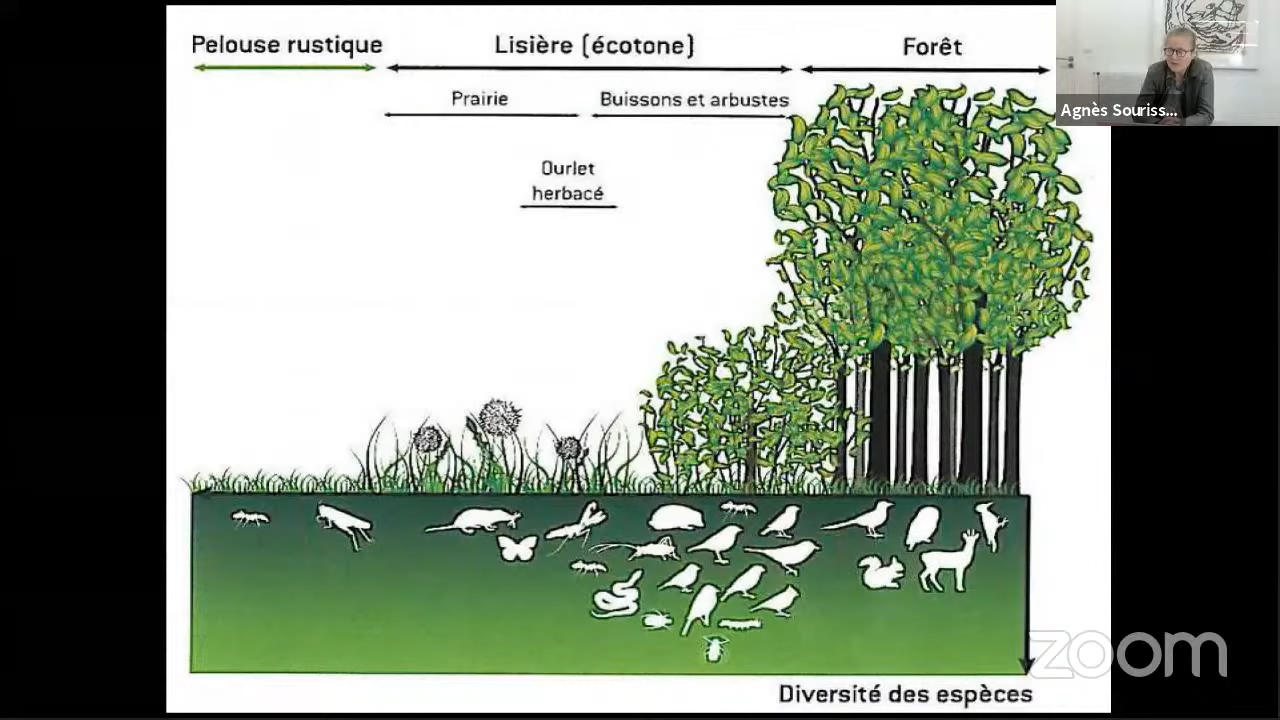 Pelouse rustique
Lisière (écotone)
Forêt
Prairie
Buissons et arbustes
Ourlet
herbacé
Agnès Souriss...
zoom
Diversité des espèces